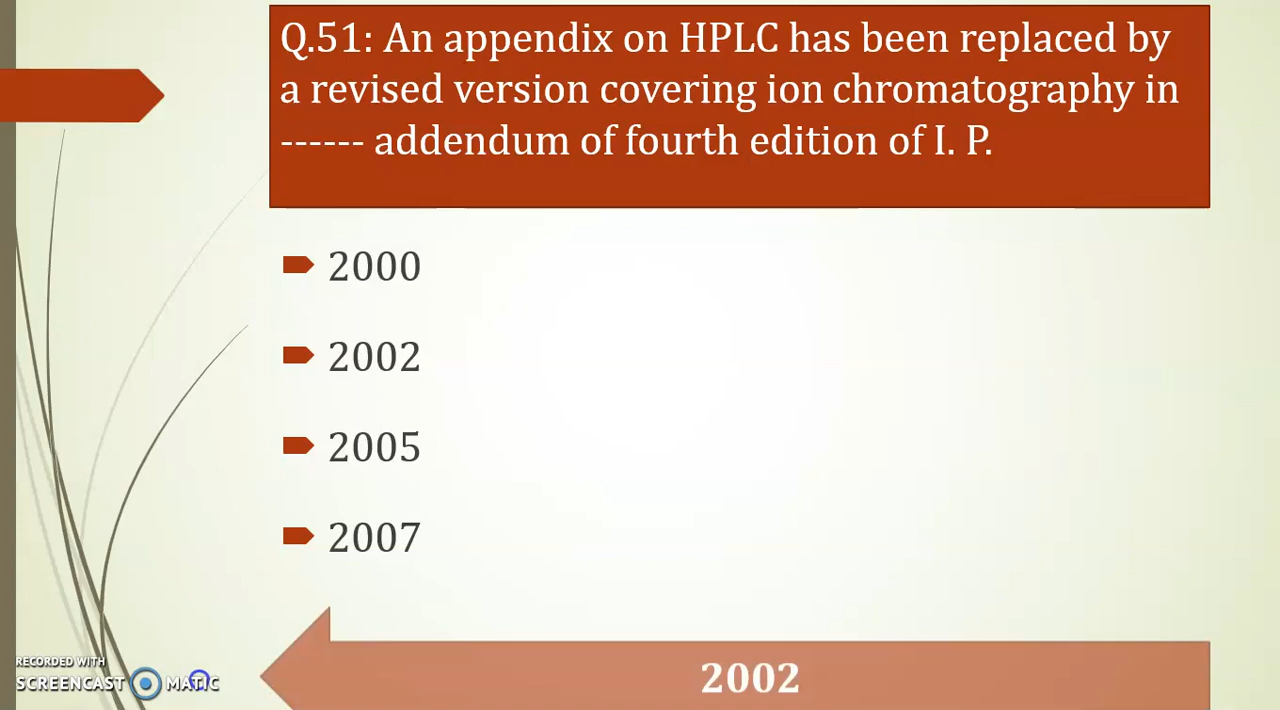 Q.51: An appendix on HPLC has been replaced by
a revised version covering ion chromatography in
------ addendum of fourth edition of I. P.
2000
2002
2005
2007
2002
RECORDED WITH
SCREENCAST MATIC